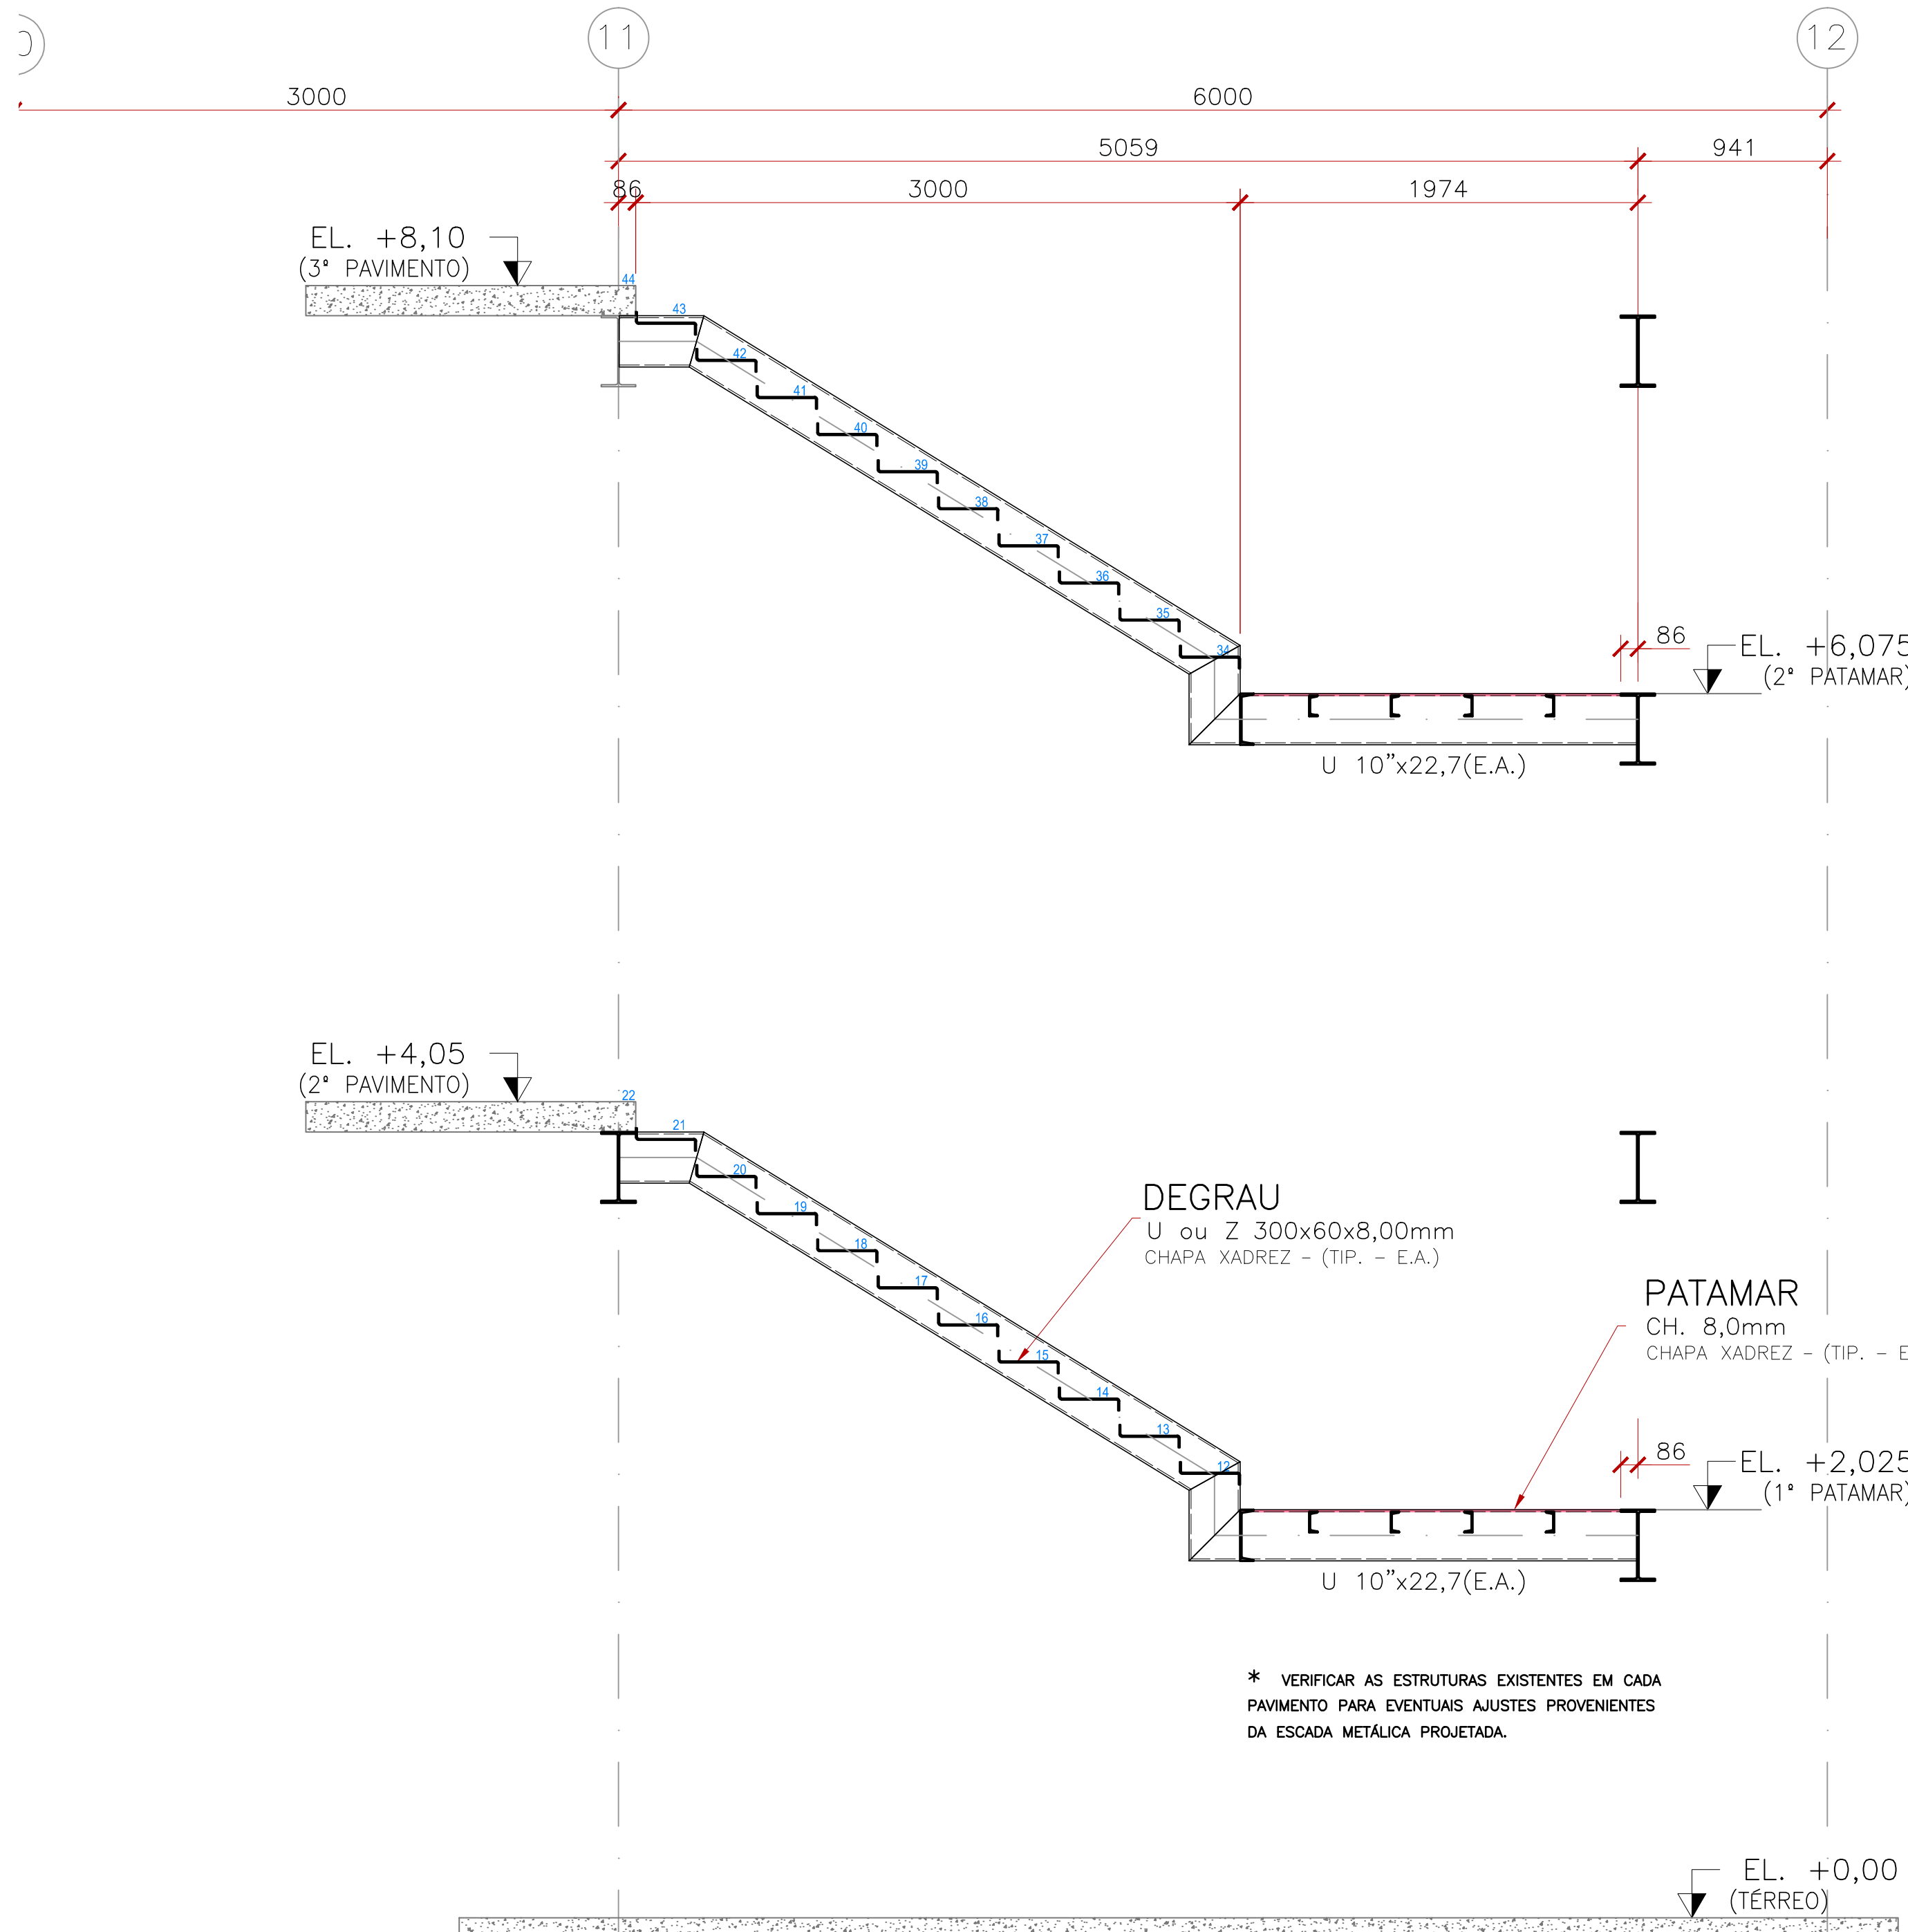 11
12
3000
6000
5059
941
86
3000
1974
EL. +8,10
(3ª PAVIMENTO)
44
43
42
41
40
39
38
37
36
35
34
86
EL. +6,075
(2ª PATAMAR)
U 10”x22,7(E.A.)
EL. +4,05
(2ª PAVIMENTO)
22
21
20
19
18
17
16
15
14
13
12
DEGRAU
U ou Z 300x60x8,00mm
CHAPA XADREZ - (TIP. - E.A.)
PATAMAR
CH. 8,0mm
CHAPA XADREZ - (TIP. - E
86
EL. +2,025
(1ª PATAMAR)
U 10”x22,7(E.A.)
* VERIFICAR AS ESTRUTURAS EXISTENTES EM CADA
PAVIMENTO PARA EVENTUAIS AJUSTES PROVENIENTES
DA ESCADA METÁLICA PROJETADA.
EL. +0,00
(TÉRREO)